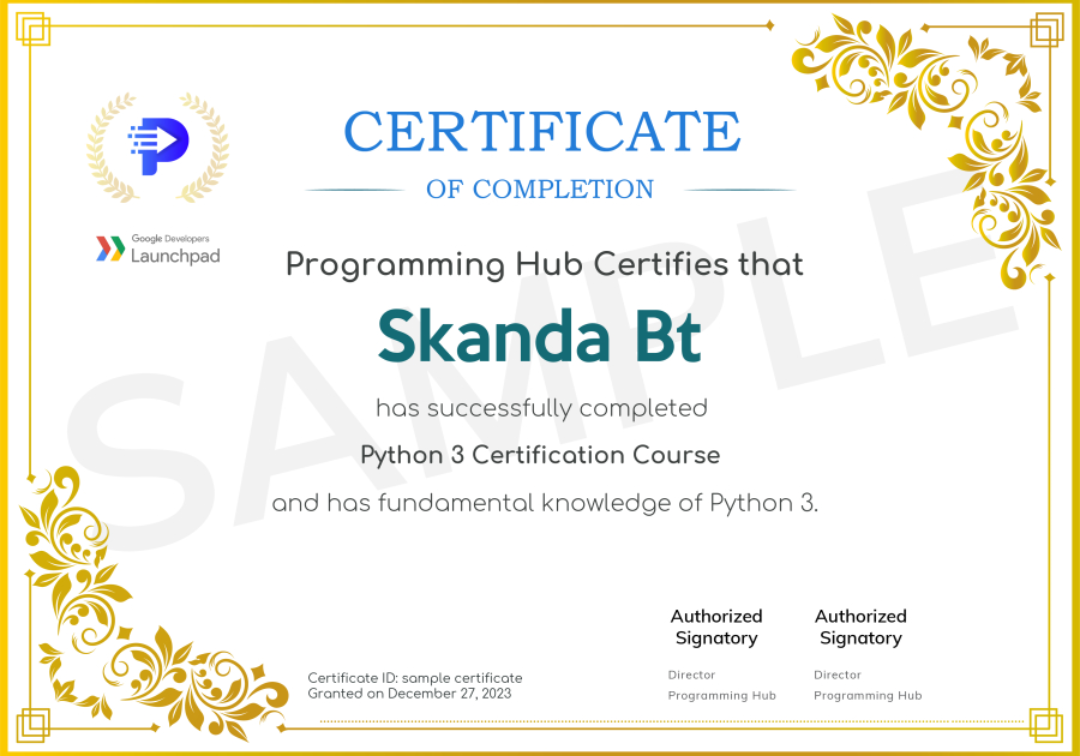 CERTIFICATE
OF COMPLETION
Google Developers
Launchpad
Programming Hub Certifies that
Skanda Bt
has successfully completed
Python 3 Certification Course
and has fundamental knowledge of Python 3.
SAMPLE
Authorized Signatory
Authorized Signatory
Director
Programming Hub
Director
Programming Hub
Certificate ID: sample certificate
Granted on December 27, 2023